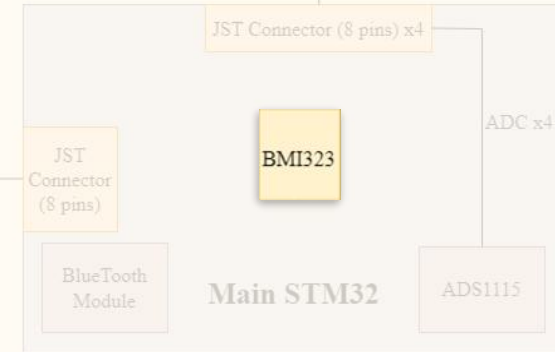 JST Connector (8 pins) x4
ADC x4
BMI323
JST
Connector
(8 pins)
BlueTooth
Module
Main STM32
ADS1115